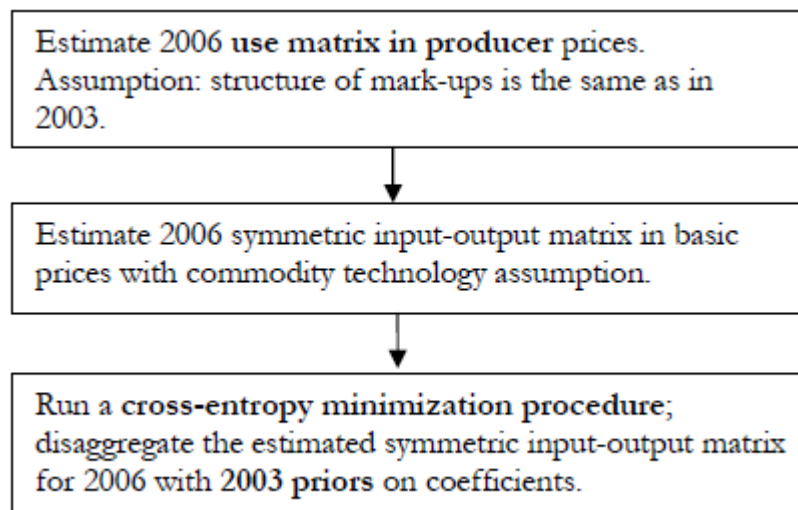 Estimate 2006 use matrix in producer prices.
Assumption: structure of mark-ups is the same as in
2003.
Estimate 2006 symmetric input-output matrix in basic
prices with commodity technology assumption.
Run a cross-entropy minimization procedure;
disaggregate the estimated symmetric input-output matrix
for 2006 with 2003 priors on coefficients.